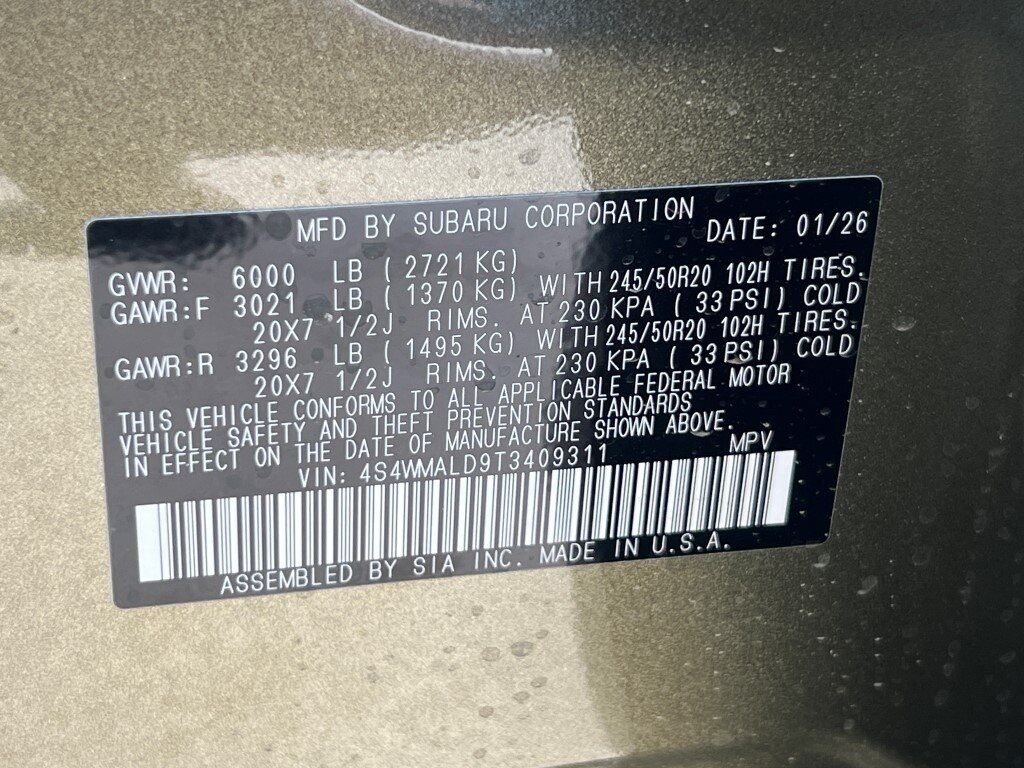 MFD BY SUBARU CORPORATION DATE: 01/26
GVWR: 6000 LB ( 2721 KG)
GAWR:F 3021 LB ( 1370 KG) WITH 245/50R20 102H TIRES.
20X7 1/2J RIMS. AT 230 KPA ( 33 PSI) COLD
GAWR:R 3296 LB ( 1495 KG) WITH 245/50R20 102H TIRES.
20X7 1/2J RIMS. AT 230 KPA ( 33 PSI) COLD
THIS VEHICLE CONFORMS TO ALL APPLICABLE FEDERAL MOTOR
VEHICLE SAFETY AND THEFT PREVENTION STANDARDS
IN EFFECT ON THE DATE OF MANUFACTURE SHOWN ABOVE.
VIN: 4S4WMALD9T3409311 MPV
ASSEMBLED BY SIA INC. MADE IN U.S.A.